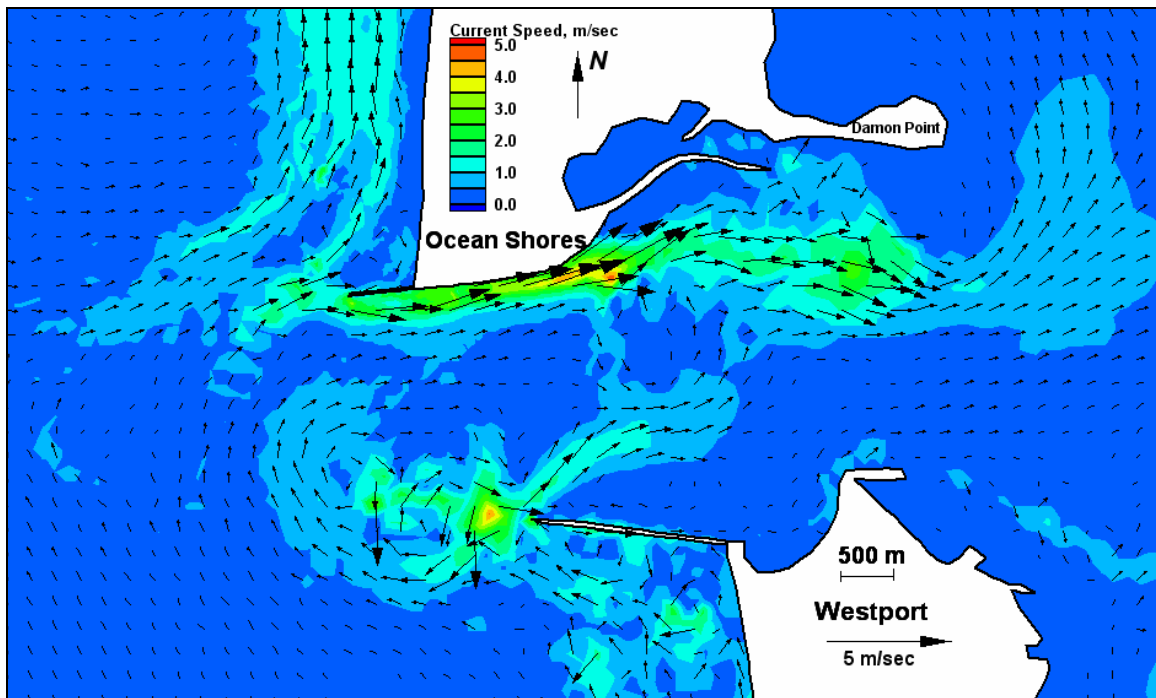 Current Speed, m/sec
5.0
4.0
3.0
2.0
1.0
0.0
N
Damon Point
Ocean Shores
500 m
Westport
5 m/sec